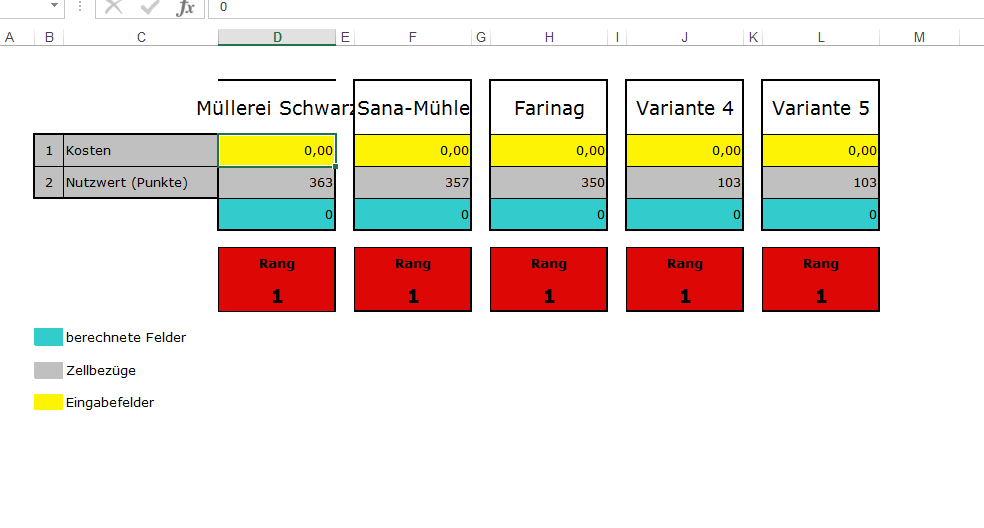 fx 0
A B C D E F G H I J K L M
Müllerei Schwarz Sana-Mühle Farinag Variante 4 Variante 5
1 Kosten 0,00 0,00 0,00 0,00 0,00
2 Nutzwert (Punkte) 363 357 350 103 103
0 0 0 0 0
Rang Rang Rang Rang Rang
1 1 1 1 1
berechnete Felder
Zellbezüge
Eingabefelder